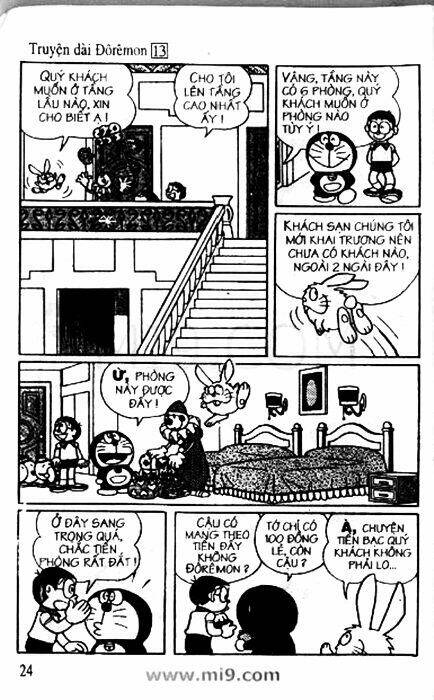 Truyện dài Đôrêmon 13
QUÝ KHÁCH
MUỐN Ở TẦNG
LẦU NÀO, XIN
CHO BIẾT Ạ !
CHO TÔI
LÊN TẦNG
CAO NHẤT
ẤY !
VÂNG, TẦNG NÀY
CÓ 6 PHÒNG, QUÝ
KHÁCH MUỐN Ở
PHÒNG NÀO
TÙY Ý !
KHÁCH SẠN CHÚNG TÔI
MỚI KHAI TRƯƠNG NÊN
CHƯA CÓ KHÁCH NÀO,
NGOÀI 2 NGÀI ĐÂY !
Ừ, PHÒNG
NÀY ĐƯỢC
ĐẤY !
Ở ĐÂY SANG
TRỌNG QUÁ,
CHẮC TIỀN
PHÒNG RẤT ĐẮT !
CẬU CÓ
MANG THEO
TIỀN ĐẤY
KHÔNG
ĐÔRÊMON ?
TỚ CHỈ CÓ
100 ĐỒNG
LẺ, CÒN
CẬU ?
À, CHUYỆN
TIỀN BẠC QUÝ
KHÁCH KHÔNG
PHẢI LO...
24
www.mi9.com